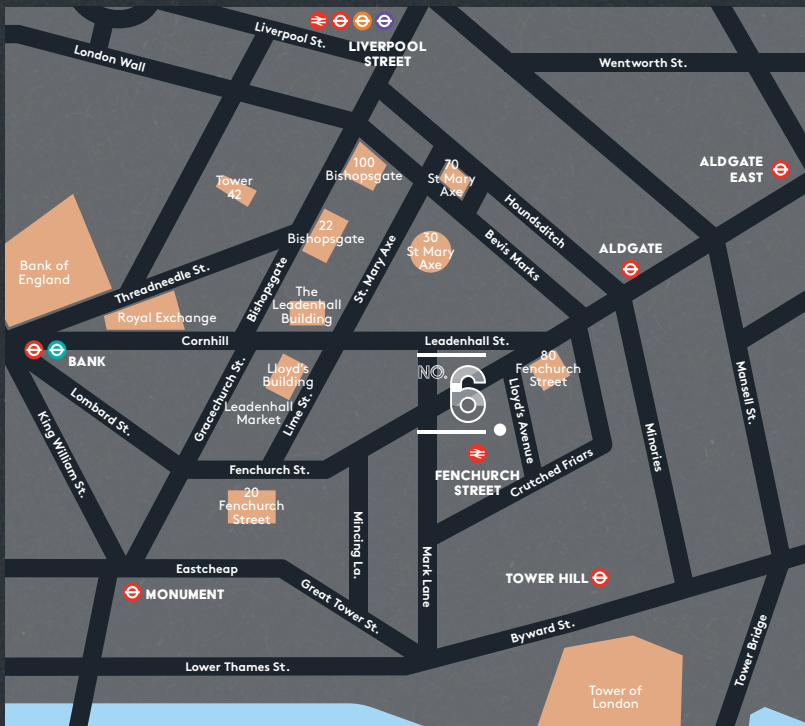 Liverpool St.
LIVERPOOL
STREET
London Wall
Wentworth St.
ALDGATE
EAST
100
Bishopsgate
70
St Mary
Axe
Tower
42
Houndsditch
22
Bishopsgate
30
St Mary
Axe
Bevis Marks
ALDGATE
Bank of
England
Threadneedle St.
Bishopsgate
St. Mary Axe
The
Leadenhall
Building
Royal Exchange
Cornhill
Leadenhall St.
BANK
80
Fenchurch
Street
NO.
6
Lloyd's
Building
Gracechurch St.
Leadenhall
Market
Lime St.
Lloyd's Avenue
Lombard St.
King William St.
Mansell St.
Minories
Fenchurch St.
FENCHURCH
STREET
Crutched Friars
20
Fenchurch
Street
Mincing La.
Mark Lane
Eastcheap
MONUMENT
Great Tower St.
TOWER HILL
Byward St.
Tower Bridge
Lower Thames St.
Tower of
London